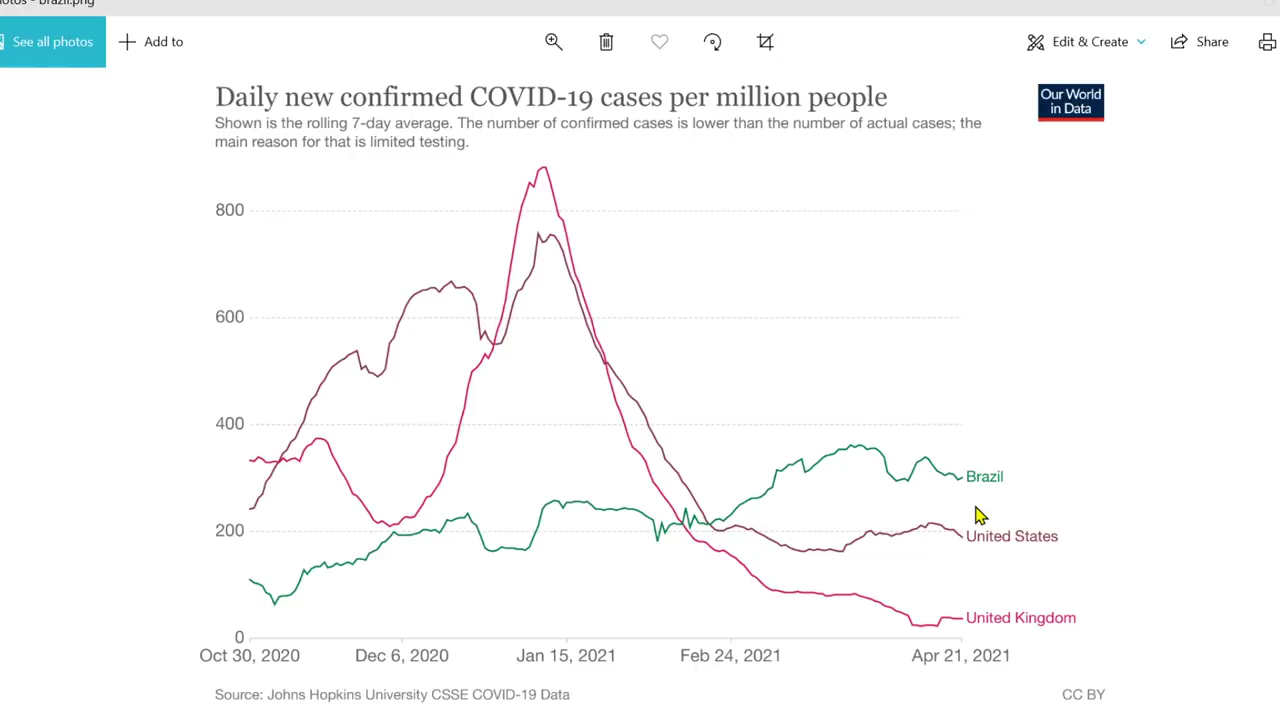 photos - brazil.png
See all photos
Add to
Edit & Create
Share
Daily new confirmed COVID-19 cases per million people
Our World
in Data
Shown is the rolling 7-day average. The number of confirmed cases is lower than the number of actual cases; the
main reason for that is limited testing.
800
600
400
200
0
Brazil
United States
United Kingdom
Oct 30, 2020
Dec 6, 2020
Jan 15, 2021
Feb 24, 2021
Apr 21, 2021
Source: Johns Hopkins University CSSE COVID-19 Data
CC BY